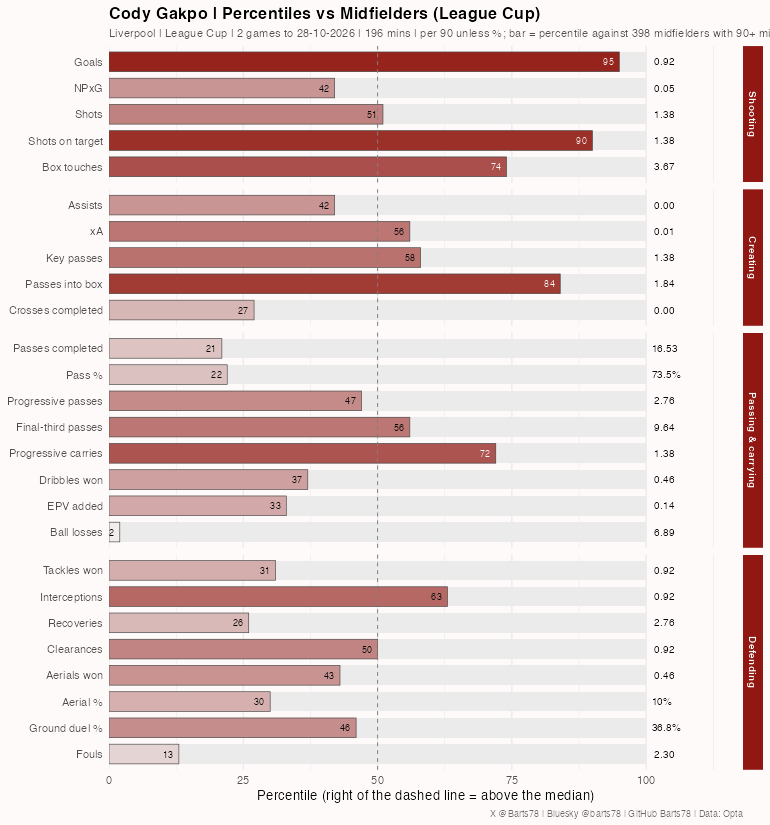 Cody Gakpo | Percentiles vs Midfielders (League Cup)
Liverpool | League Cup | 2 games to 28-10-2026 | 196 mins | per 90 unless %; bar = percentile against 398 midfielders with 90+ mi
Goals 95 0.92
NPxG 42 0.05
Shots 51 1.38
Shots on target 90 1.38
Box touches 74 3.67
Shooting
Assists 42 0.00
xA 56 0.01
Key passes 58 1.38
Passes into box 84 1.84
Crosses completed 27 0.00
Creating
Passes completed 21 16.53
Pass % 22 73.5%
Progressive passes 47 2.76
Final-third passes 56 9.64
Progressive carries 72 1.38
Dribbles won 37 0.46
EPV added 33 0.14
Ball losses 2 6.89
Passing & carrying
Tackles won 31 0.92
Interceptions 63 0.92
Recoveries 26 2.76
Clearances 50 0.92
Aerials won 43 0.46
Aerial % 30 10%
Ground duel % 46 36.8%
Fouls 13 2.30
Defending
0 25 50 75 100
Percentile (right of the dashed line = above the median)
X @Barts78 | Bluesky @barts78 | GitHub Barts78 | Data: Opta